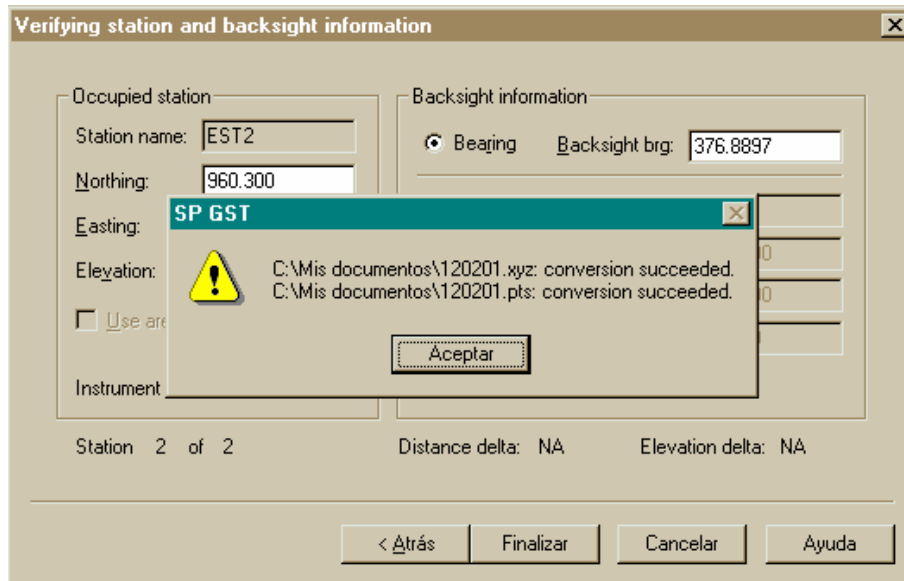 Verifying station and backsight information
Occupied station
Station name: EST2
Northing: 960.300
Easting:
Elevation:
Use are
Instrument
Backsight information
Bearing Backsight brg: 376.8897
SP GST
C:\Mis documentos\120201.xyz: conversion succeeded.
C:\Mis documentos\120201.pts: conversion succeeded.
Aceptar
Station 2 of 2
Distance delta: NA Elevation delta: NA
< Atrás Finalizar Cancelar Ayuda